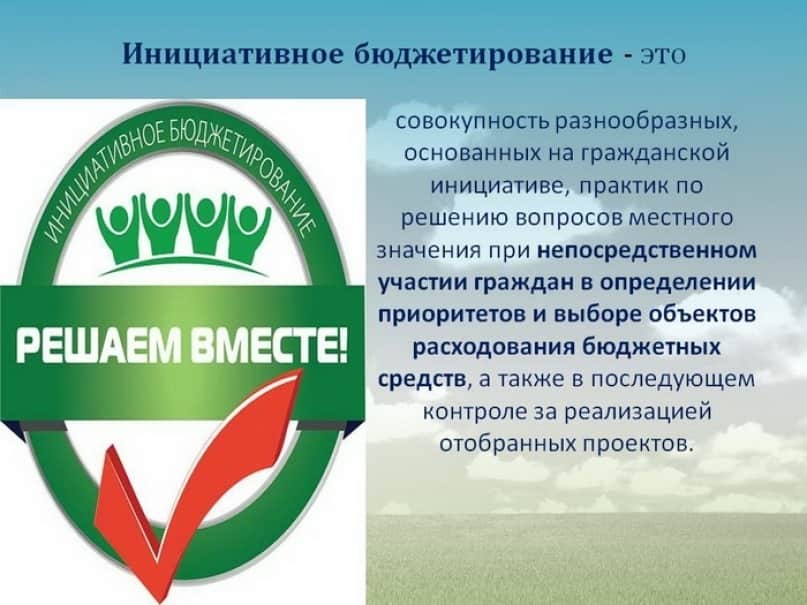 Инициативное бюджетирование - это
ИНИЦИАТИВНОЕ БЮДЖЕТИРОВАНИЕ
РЕШАЕМ ВМЕСТЕ!
совокупность разнообразных,
основанных на гражданской
инициативе, практик по
решению вопросов местного
значения при непосредственном
участии граждан в определении
приоритетов и выборе объектов
расходования бюджетных
средств, а также в последующем
контроле за реализацией
отобранных проектов.